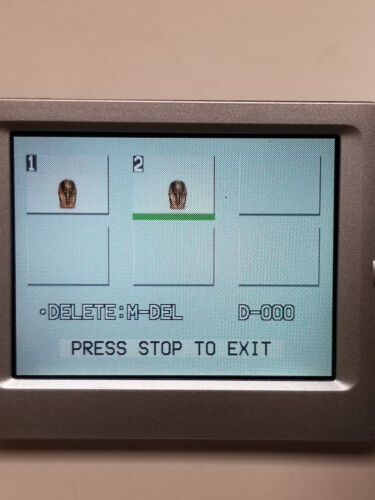 1 2
•DELETE:M-DEL D-000
PRESS STOP TO EXIT